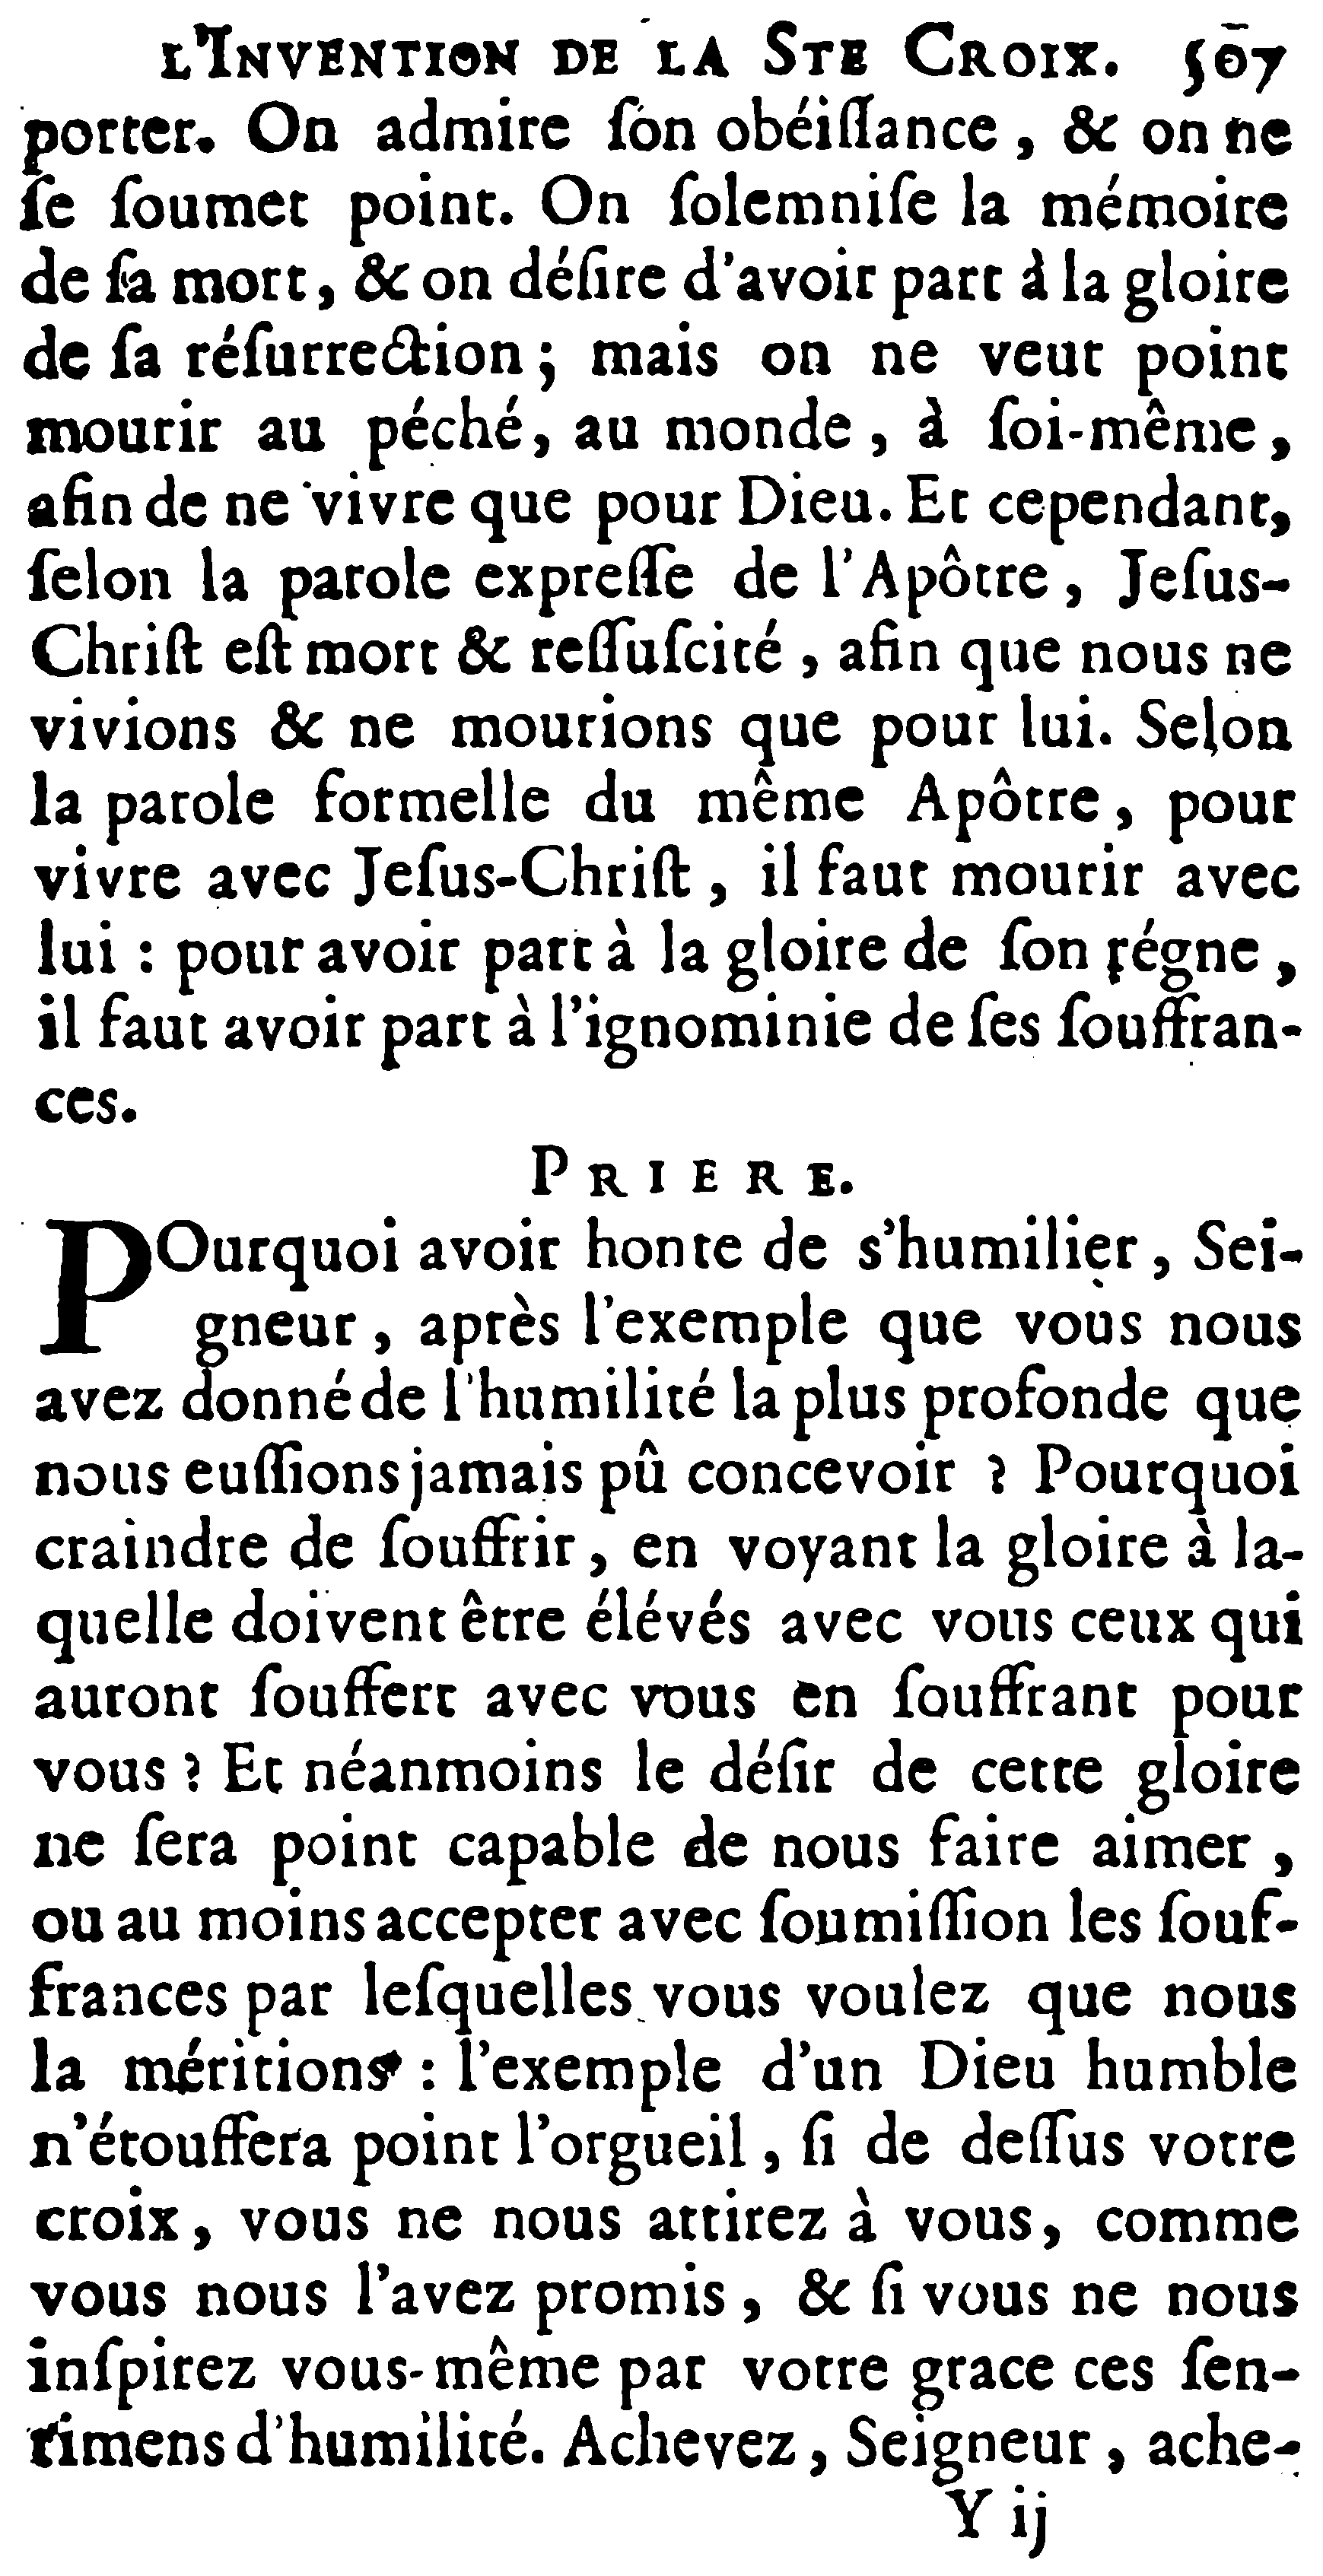 L'INVENTION DE LA STE CROIX. 507
porter. On admire ſon obéiſſance, & on ne
ſe ſoumet point. On ſolemniſe la mémoire
de ſa mort, & on déſire d'avoir part à la gloire
de ſa réſurrection; mais on ne veut point
mourir au péché, au monde, à ſoi-même,
afin de ne vivre que pour Dieu. Et cependant,
ſelon la parole expreſſe de l'Apôtre, Jeſus-
Chriſt eſt mort & reſſuſcité, afin que nous ne
vivions & ne mourions que pour lui. Selon
la parole formelle du même Apôtre, pour
vivre avec Jeſus-Chriſt, il faut mourir avec
lui : pour avoir part à la gloire de ſon régne,
il faut avoir part à l'ignominie de ſes ſouffran-
ces.
PRIERE.
POurquoi avoir honte de s'humilier, Sei-
gneur, après l'exemple que vous nous
avez donné de l'humilité la plus profonde que
nous euſſions jamais pû concevoir ? Pourquoi
craindre de ſouffrir, en voyant la gloire à la-
quelle doivent être élévés avec vous ceux qui
auront ſouffert avec vous en ſouffrant pour
vous ? Et néanmoins le déſir de cette gloire
ne ſera point capable de nous faire aimer,
ou au moins accepter avec ſoumiſſion les ſouf-
frances par leſquelles vous voulez que nous
la méritions : l'exemple d'un Dieu humble
n'étouffera point l'orgueil, ſi de deſſus votre
croix, vous ne nous attirez à vous, comme
vous nous l'avez promis, & ſi vous ne nous
inſpirez vous-même par votre grace ces ſen-
timens d'humilité. Achevez, Seigneur, ache-
Y ij